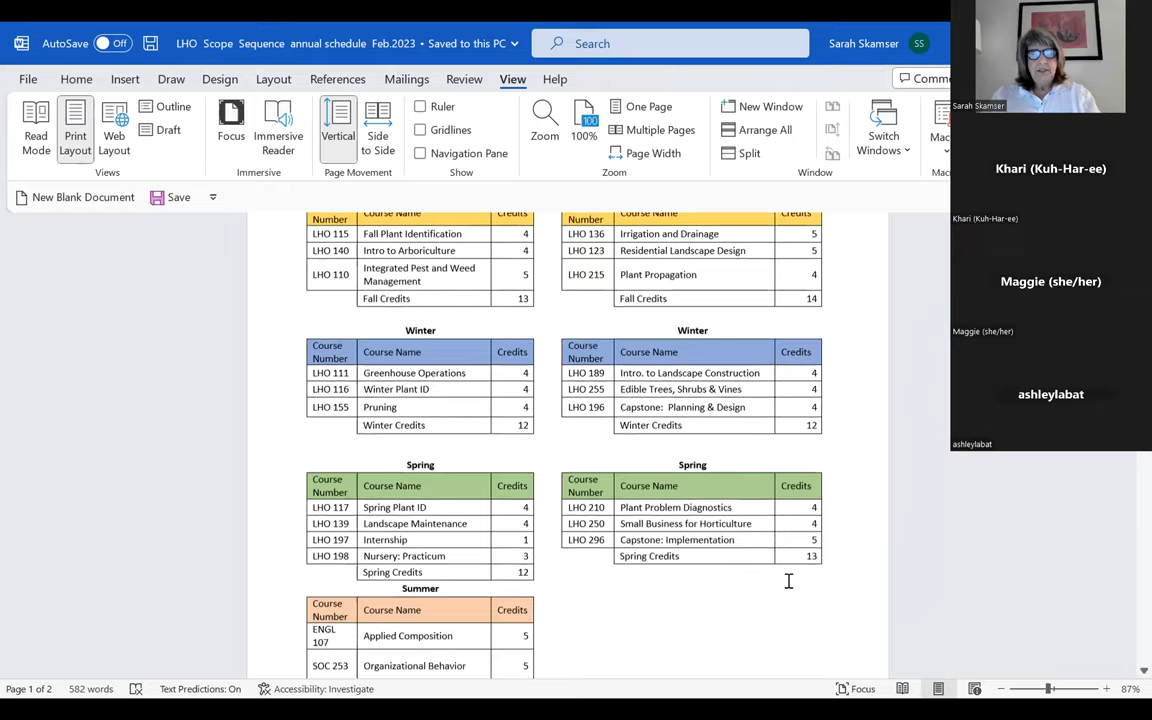 AutoSave Off LHO Scope Sequence annual schedule Feb.2023 • Saved to this PC Search Sarah Skamser SS
File Home Insert Draw Design Layout References Mailings Review View Help
Read Mode
Print Layout
Web Layout
Outline
Draft
Views
Focus
Immersive Reader
Immersive
Vertical
Side to Side
Page Movement
Ruler
Gridlines
Navigation Pane
Show
Zoom
100
100%
One Page
Multiple Pages
Page Width
Zoom
New Window
Arrange All
Split
Switch Windows
Window
New Blank Document Save
Number Course Name Credits
LHO 115 Fall Plant Identification 4
LHO 140 Intro to Arboriculture 4
LHO 110 Integrated Pest and Weed Management 5
Fall Credits 13
Number Course Name Credits
LHO 136 Irrigation and Drainage 5
LHO 123 Residential Landscape Design 5
LHO 215 Plant Propagation 4
Fall Credits 14
Winter
Course Number Course Name Credits
LHO 111 Greenhouse Operations 4
LHO 116 Winter Plant ID 4
LHO 155 Pruning 4
Winter Credits 12
Winter
Course Number Course Name Credits
LHO 189 Intro. to Landscape Construction 4
LHO 255 Edible Trees, Shrubs & Vines 4
LHO 196 Capstone: Planning & Design 4
Winter Credits 12
Spring
Course Number Course Name Credits
LHO 117 Spring Plant ID 4
LHO 139 Landscape Maintenance 4
LHO 197 Internship 1
LHO 198 Nursery: Practicum 3
Spring Credits 12
Spring
Course Number Course Name Credits
LHO 210 Plant Problem Diagnostics 4
LHO 250 Small Business for Horticulture 4
LHO 296 Capstone: Implementation 5
Spring Credits 13
Summer
Course Number Course Name Credits
ENGL 107 Applied Composition 5
SOC 253 Organizational Behavior 5
Page 1 of 2 582 words Text Predictions: On Accessibility: Investigate Focus 87%
Sarah Skamser
Khari (Kuh-Har-ee)
Khari (Kuh-Har-ee)
Maggie (she/her)
Maggie (she/her)
ashleylabat
ashleylabat